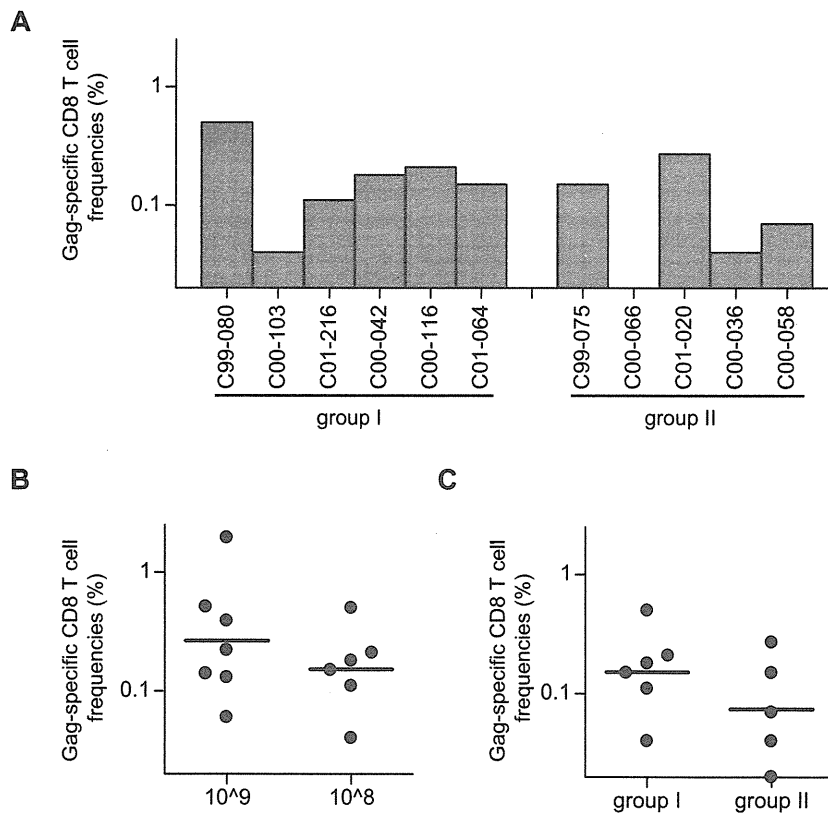 A
Gag-specific CD8 T cell
frequencies (%)
1
0.1
C99-080
C00-103
C01-216
C00-042
C00-116
C01-064
C99-075
C00-066
C01-020
C00-036
C00-058
group I
group II
B
Gag-specific CD8 T cell
frequencies (%)
1
0.1
10^9
10^8
C
Gag-specific CD8 T cell
frequencies (%)
1
0.1
group I
group II